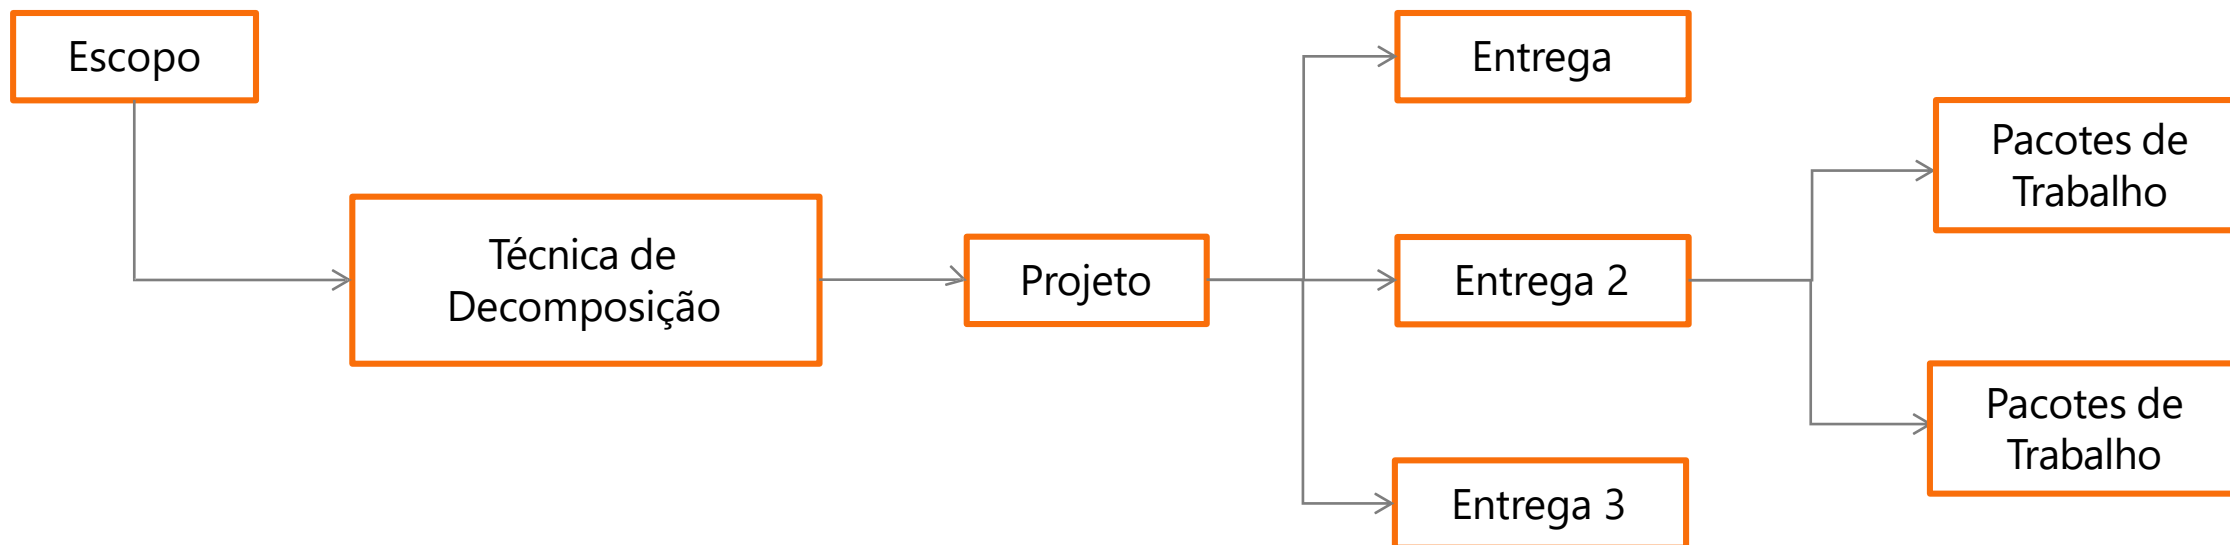 Escopo
Técnica de
Decomposição
Projeto
Entrega
Entrega 2
Entrega 3
Pacotes de
Trabalho
Pacotes de
Trabalho